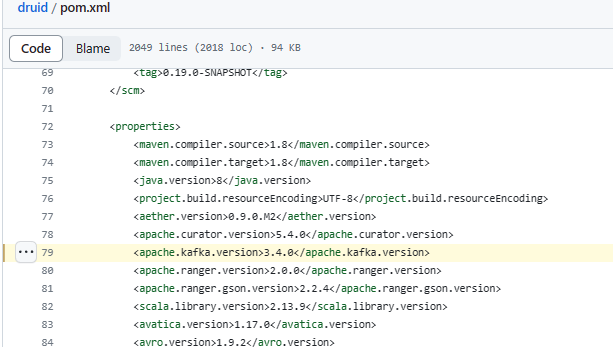 druid / pom.xml
Code Blame 2049 lines (2018 loc) · 94 KB
69 <tag>0.19.0-SNAPSHOT</tag>
70 </scm>
71
72 <properties>
73 <maven.compiler.source>1.8</maven.compiler.source>
74 <maven.compiler.target>1.8</maven.compiler.target>
75 <java.version>8</java.version>
76 <project.build.resourceEncoding>UTF-8</project.build.resourceEncoding>
77 <aether.version>0.9.0.M2</aether.version>
78 <apache.curator.version>5.4.0</apache.curator.version>
79 <apache.kafka.version>3.4.0</apache.kafka.version>
80 <apache.ranger.version>2.0.0</apache.ranger.version>
81 <apache.ranger.gson.version>2.2.4</apache.ranger.gson.version>
82 <scala.library.version>2.13.9</scala.library.version>
83 <avatica.version>1.17.0</avatica.version>
84 <avro.version>1.9.2</avro.version>